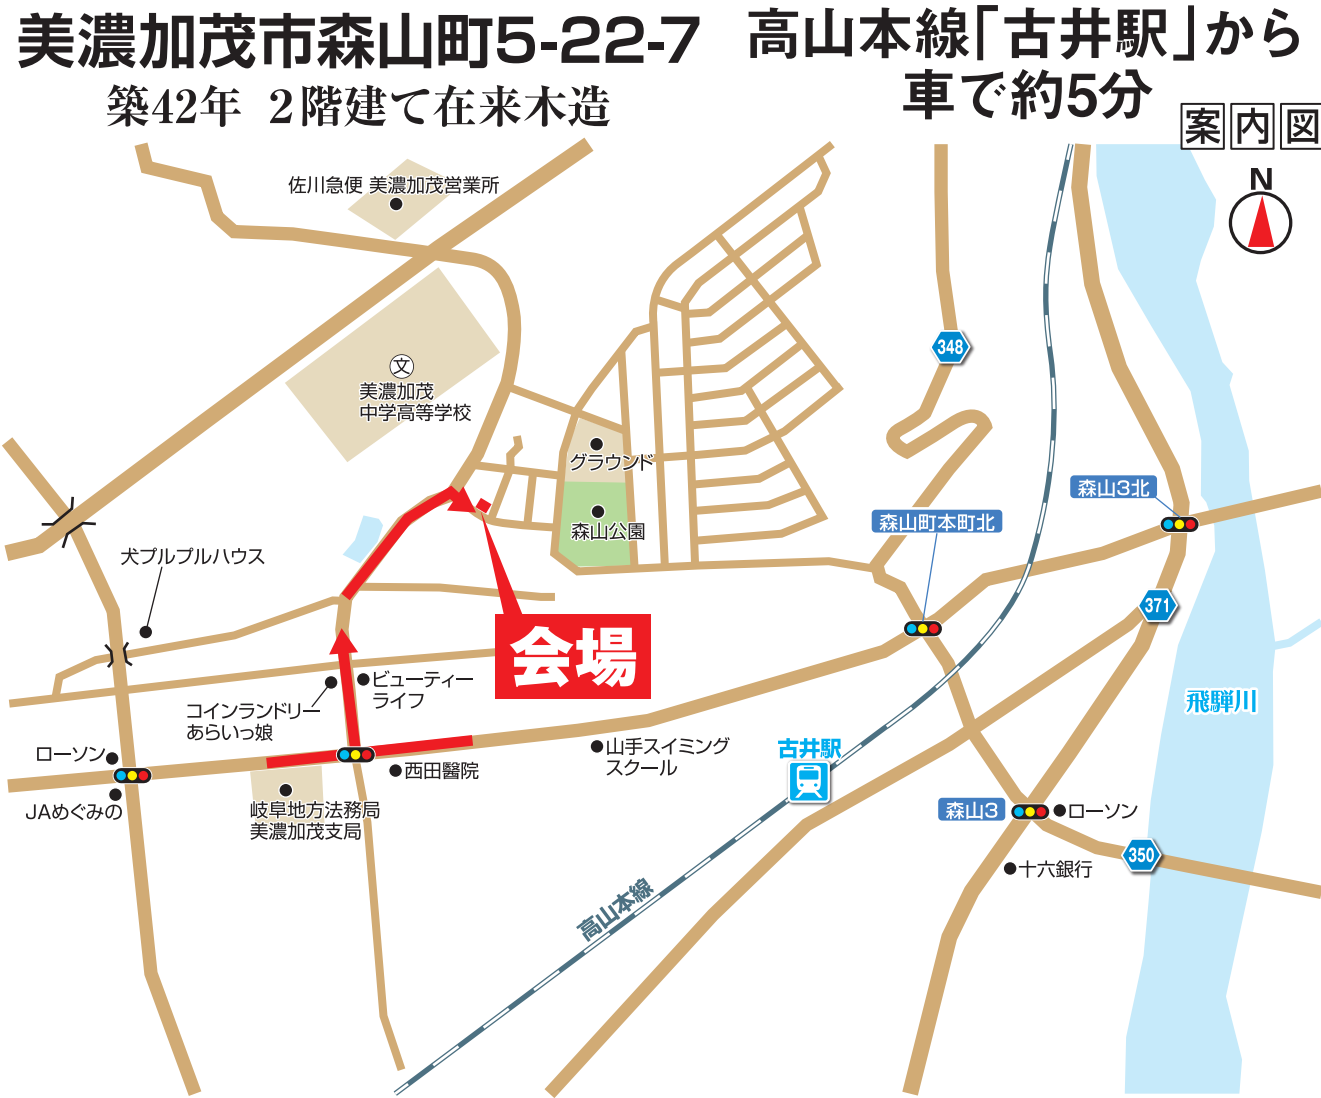 美濃加茂市森山町5-22-7
高山本線「古井駅」から
車で約5分
築42年 2階建て在来木造
案内図
N
佐川急便 美濃加茂営業所
文
美濃加茂
中学高等学校
348
グラウンド
森山公園
森山3北
森山町本町北
犬プルプルハウス
371
会場
ビューティー
ライフ
コインランドリー
あらいっ娘
飛騨川
ローソン
山手スイミング
スクール
古井駅
西田醫院
JAめぐみの
岐阜地方法務局
美濃加茂支局
森山3
ローソン
350
十六銀行
高山本線